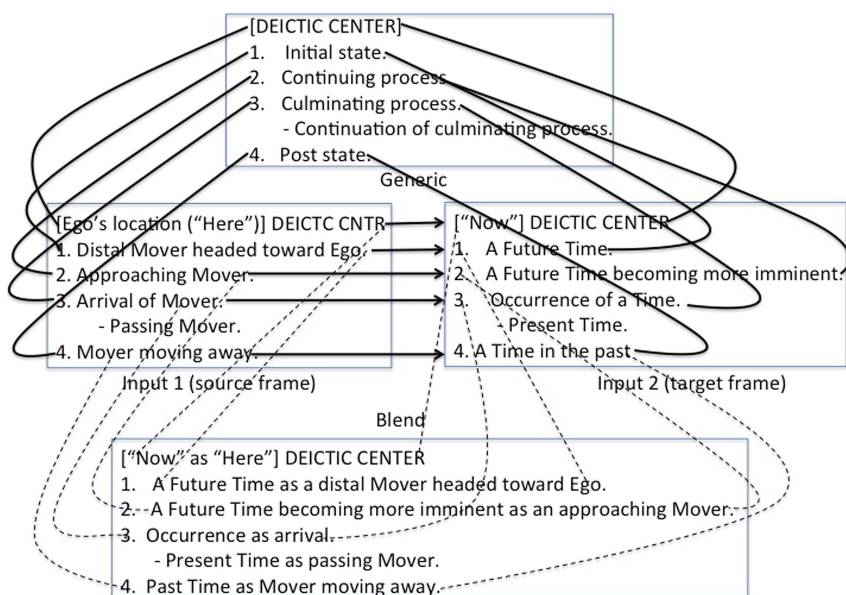 [DEICTIC CENTER]
1. Initial state.
2. Continuing process.
3. Culminating process.
- Continuation of culminating process.
4. Post state.
Generic
[Ego's location ("Here")] DEICTC CNTR
1. Distal Mover headed toward Ego.
2. Approaching Mover.
3. Arrival of Mover.
- Passing Mover.
4. Mover moving away.
Input 1 (source frame)
["Now"] DEICTIC CENTER
1. A Future Time.
2. A Future Time becoming more imminent.
3. Occurrence of a Time.
- Present Time.
4. A Time in the past.
Input 2 (target frame)
Blend
["Now" as "Here"] DEICTIC CENTER
1. A Future Time as a distal Mover headed toward Ego.
2. A Future Time becoming more imminent as an approaching Mover.
3. Occurrence as arrival.
- Present Time as passing Mover.
4. Past Time as Mover moving away.